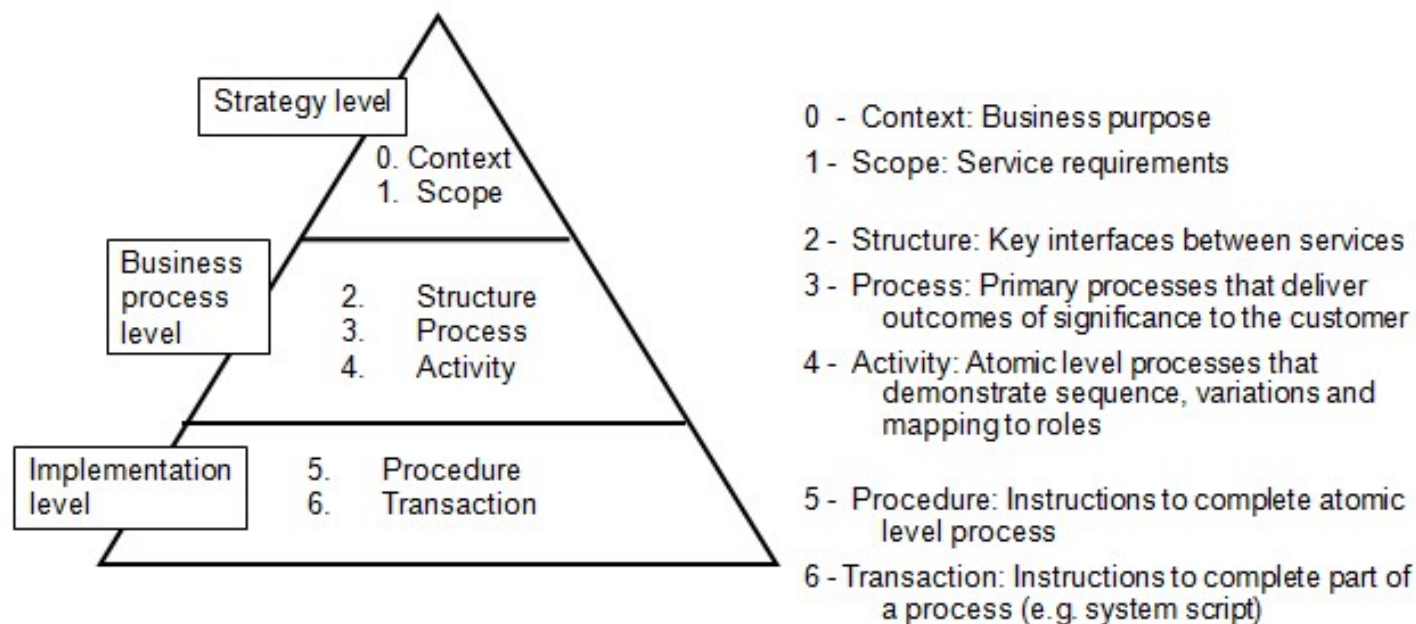 Strategy level
0. Context
1. Scope
Business
process
level
2. Structure
3. Process
4. Activity
Implementation
level
5. Procedure
6. Transaction
0 - Context: Business purpose
1 - Scope: Service requirements
2 - Structure: Key interfaces between services
3 - Process: Primary processes that deliver
outcomes of significance to the customer
4 - Activity: Atomic level processes that
demonstrate sequence, variations and
mapping to roles
5 - Procedure: Instructions to complete atomic
level process
6 - Transaction: Instructions to complete part of
a process (e.g. system script)